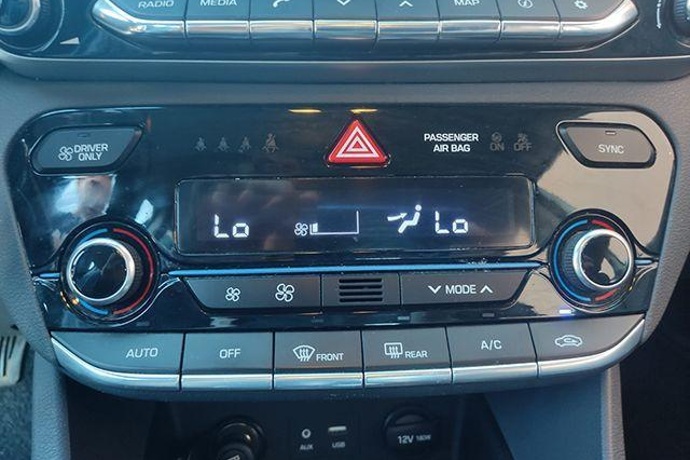 RADIO MEDIA MAP
DRIVER ONLY
PASSENGER AIR BAG
ON OFF
SYNC
Lo Lo
MODE
AUTO OFF FRONT REAR A/C
AUX USB 12V 180W